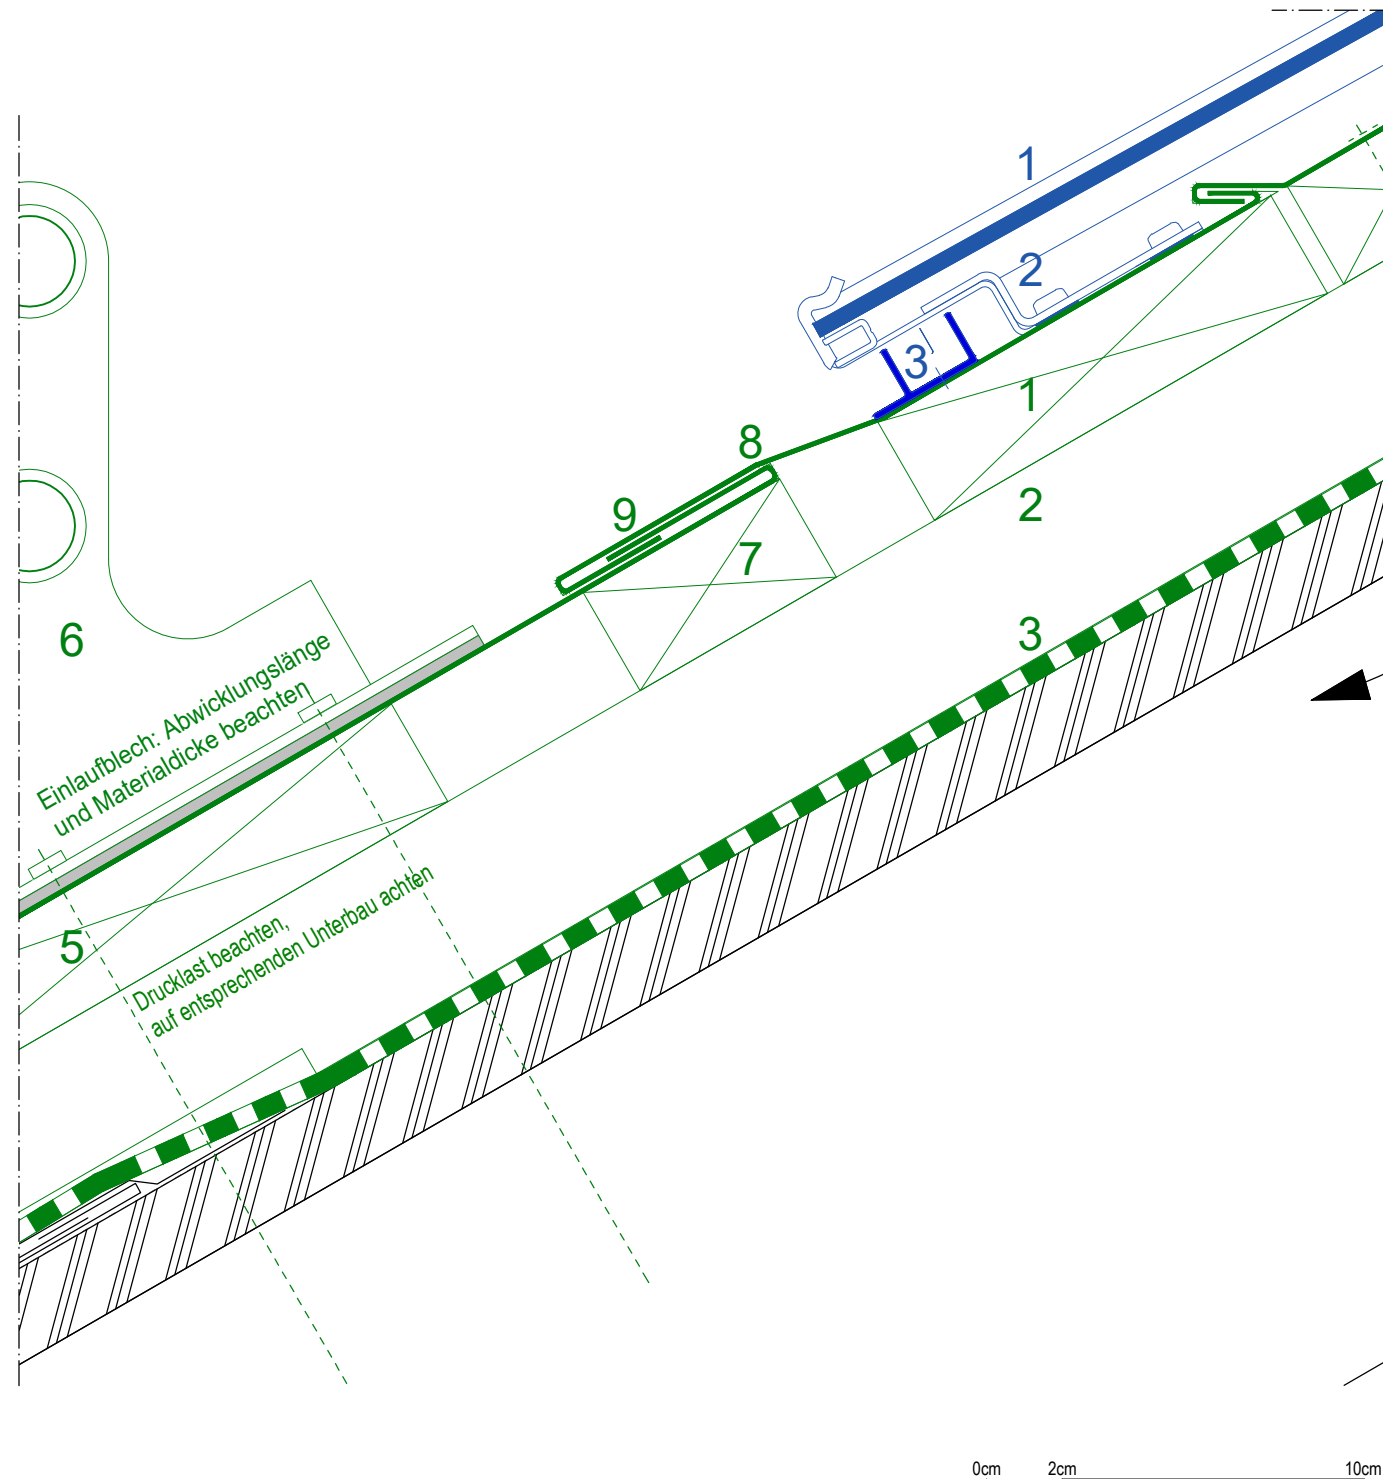 1
2
3
1
8
9
2
7
3
6
Einlaufblech: Abwicklungslänge
und Materialdicke beachten
5
Drucklast beachten,
auf entsprechenden Unterbau achten
0cm 2cm 10cm